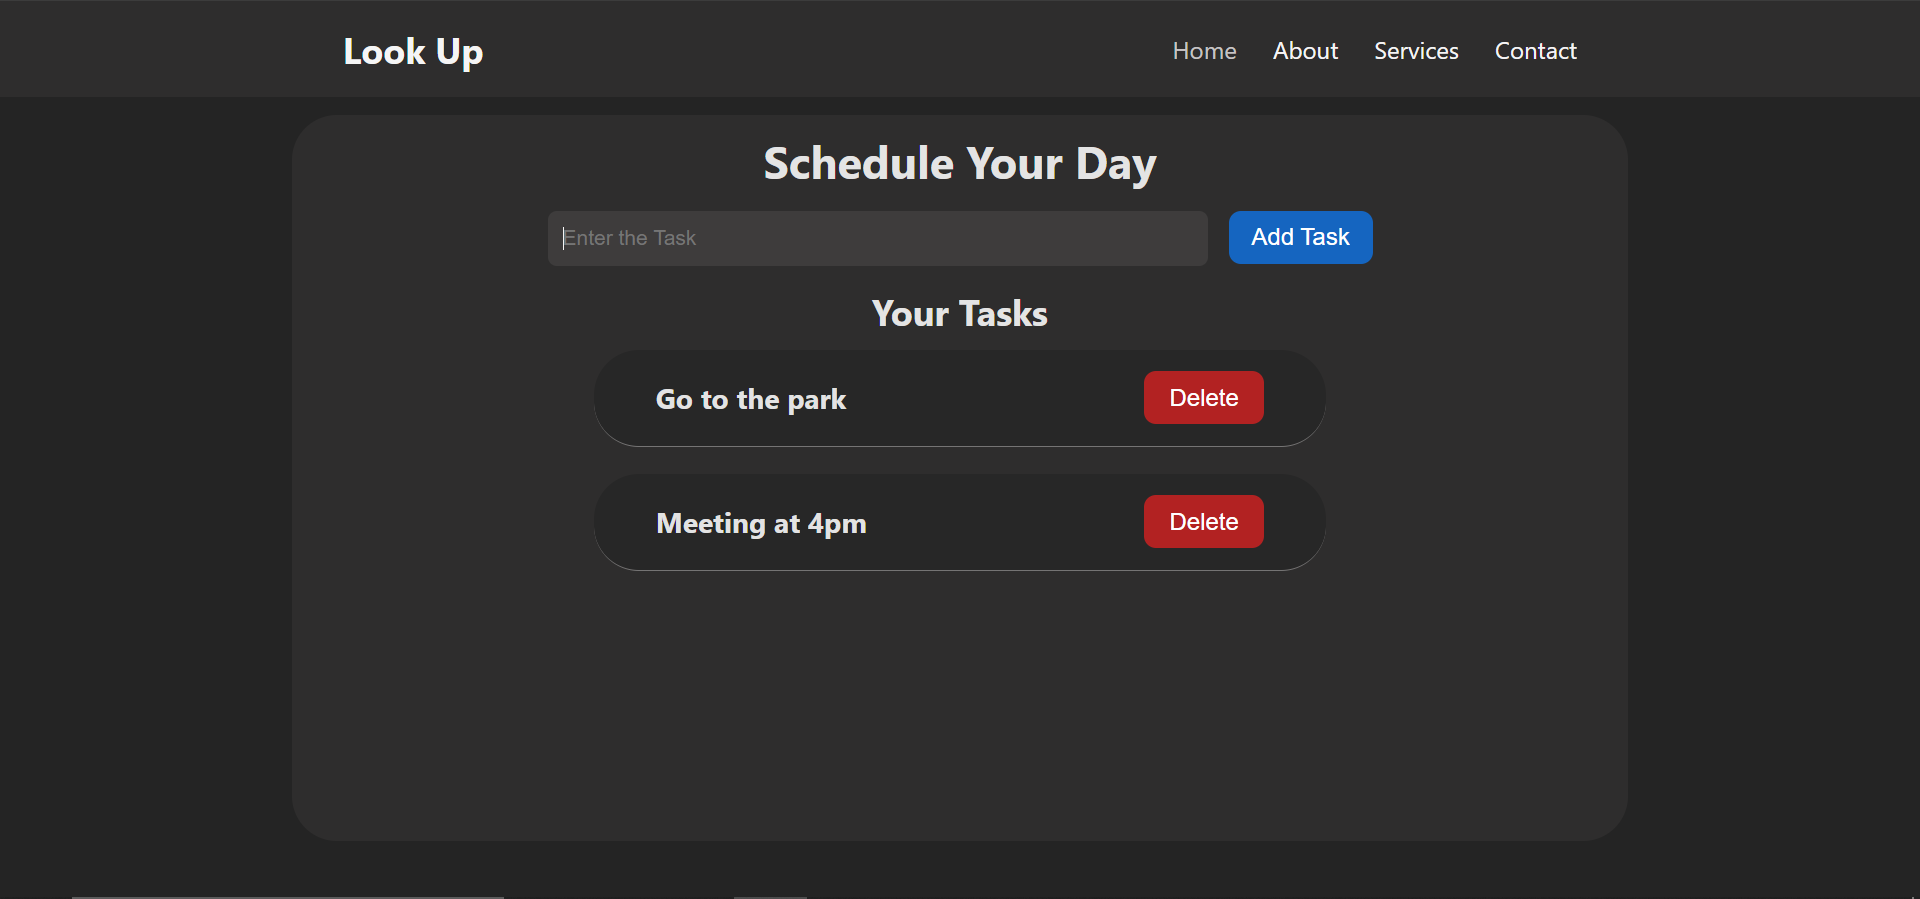 Look Up
Home About Services Contact
Schedule Your Day
Enter the Task Add Task
Your Tasks
Go to the park Delete
Meeting at 4pm Delete